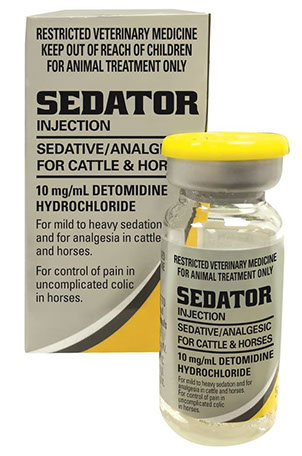 RESTRICTED VETERINARY MEDICINE
KEEP OUT OF REACH OF CHILDREN
FOR ANIMAL TREATMENT ONLY
SEDATOR
INJECTION
SEDATIVE/ANALGE
FOR CATTLE & HORS
10 mg/mL DETOMIDINE
HYDROCHLORIDE
For mild to heavy sedation
and for analgesia in cattle
and horses.
For control of pain in
uncomplicated colic
in horses.
RESTRICTED VETERINARY MEDICINE
FOR ANIMAL TREATMENT ONLY
SEDATOR
INJECTION
SEDATIVE/ANALGESIC
FOR CATTLE & HORSES
10 mg/mL DETOMIDINE
HYDROCHLORIDE
For mild to heavy sedation and for
analgesia in cattle and horses.
For control of pain in
uncomplicated colic
in horses.